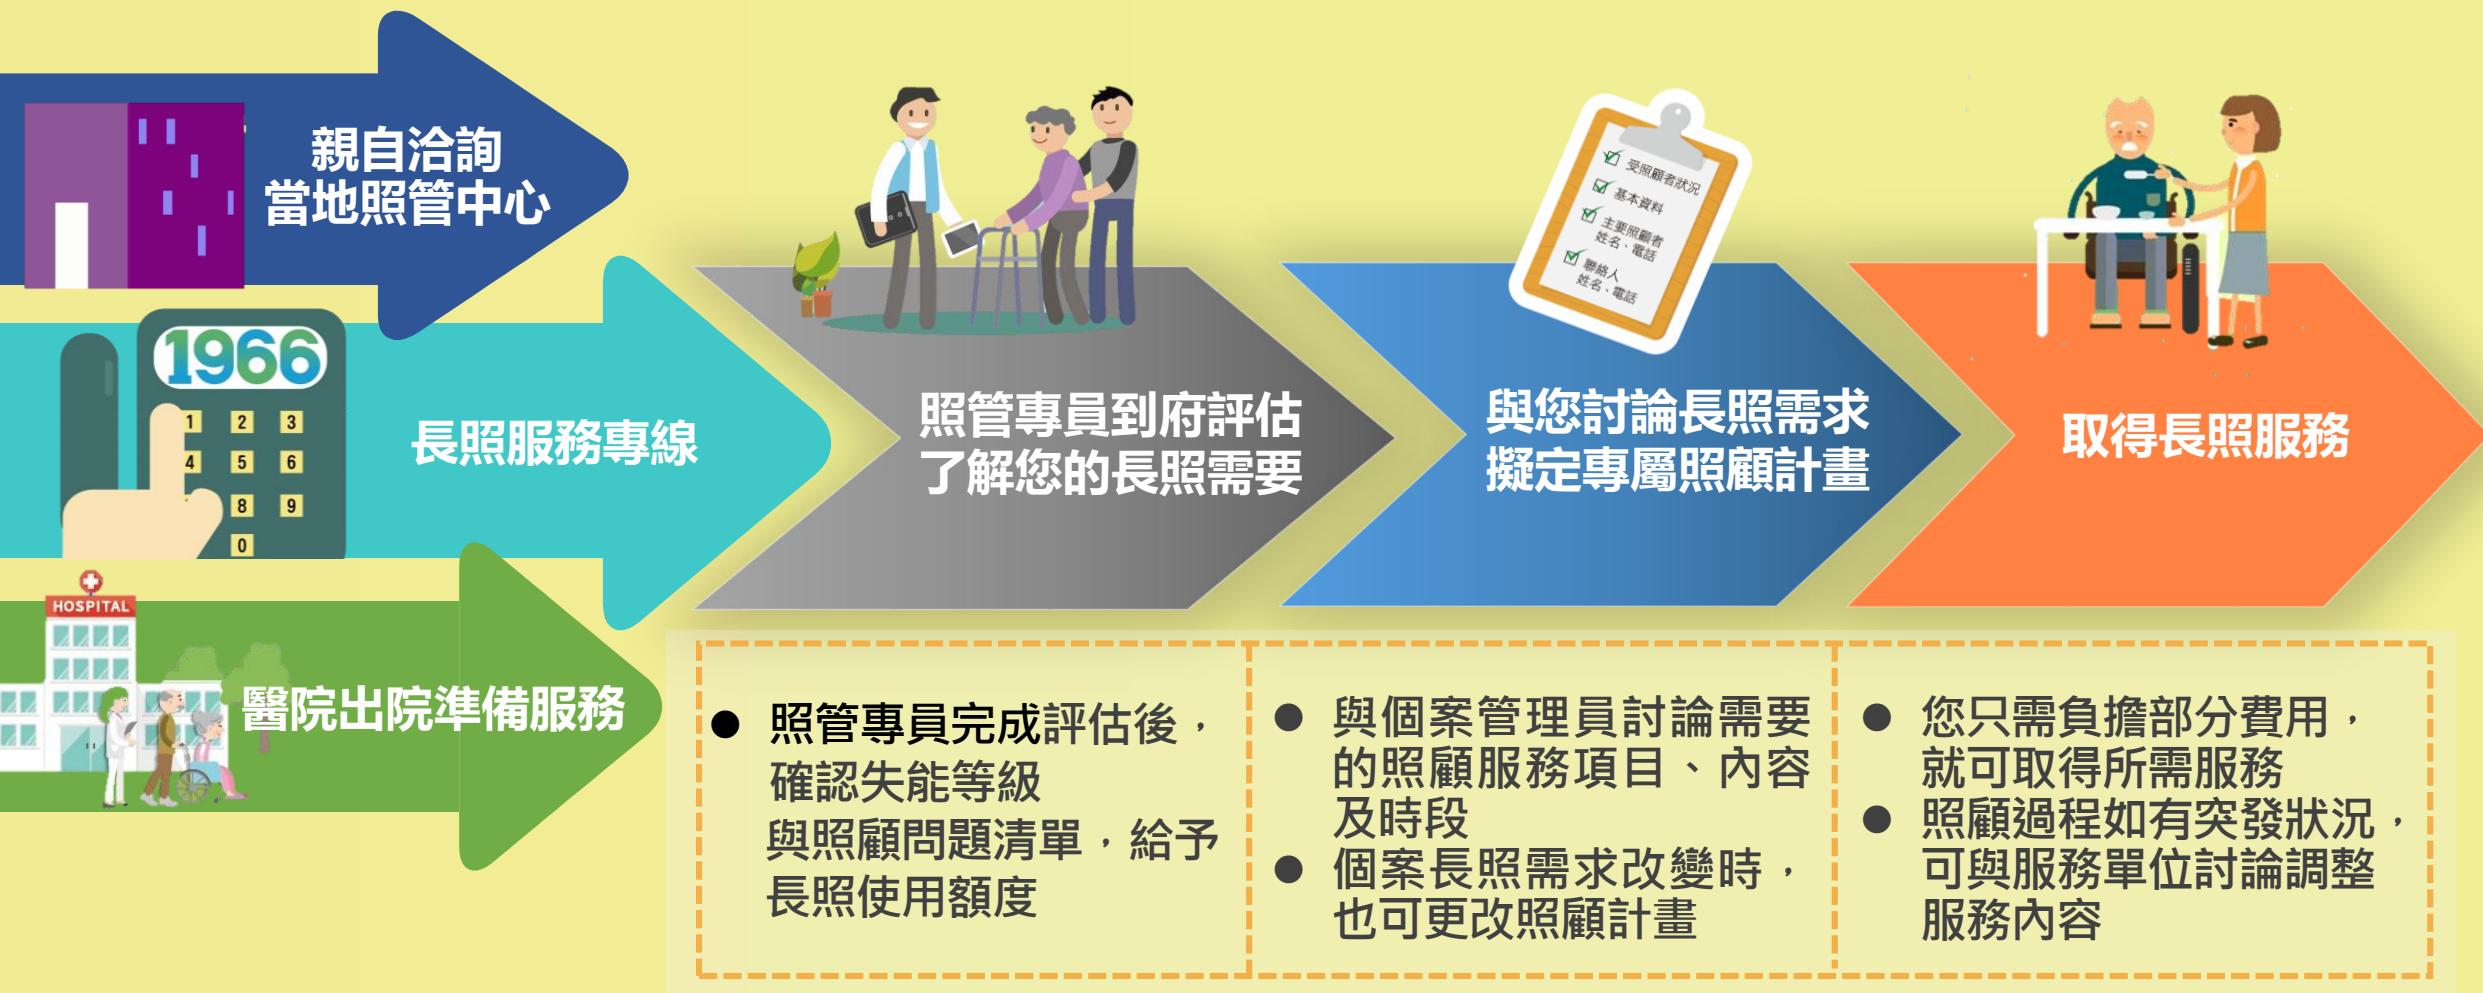 親自洽詢
當地照管中心
1966
1 2 3
4 5 6
8 9
0
長照服務專線
HOSPITAL
醫院出院準備服務
照管專員到府評估
了解您的長照需要
受照顧者狀況
基本資料
主要照顧者
姓名、電話
聯絡人
姓名、電話
與您討論長照需求
擬定專屬照顧計畫
取得長照服務
● 照管專員完成評估後，
確認失能等級
與照顧問題清單，給予
長照使用額度
● 與個案管理員討論需要
的照顧服務項目、內容
及時段
● 個案長照需求改變時，
也可更改照顧計畫
● 您只需負擔部分費用，
就可取得所需服務
● 照顧過程如有突發狀況，
可與服務單位討論調整
服務內容